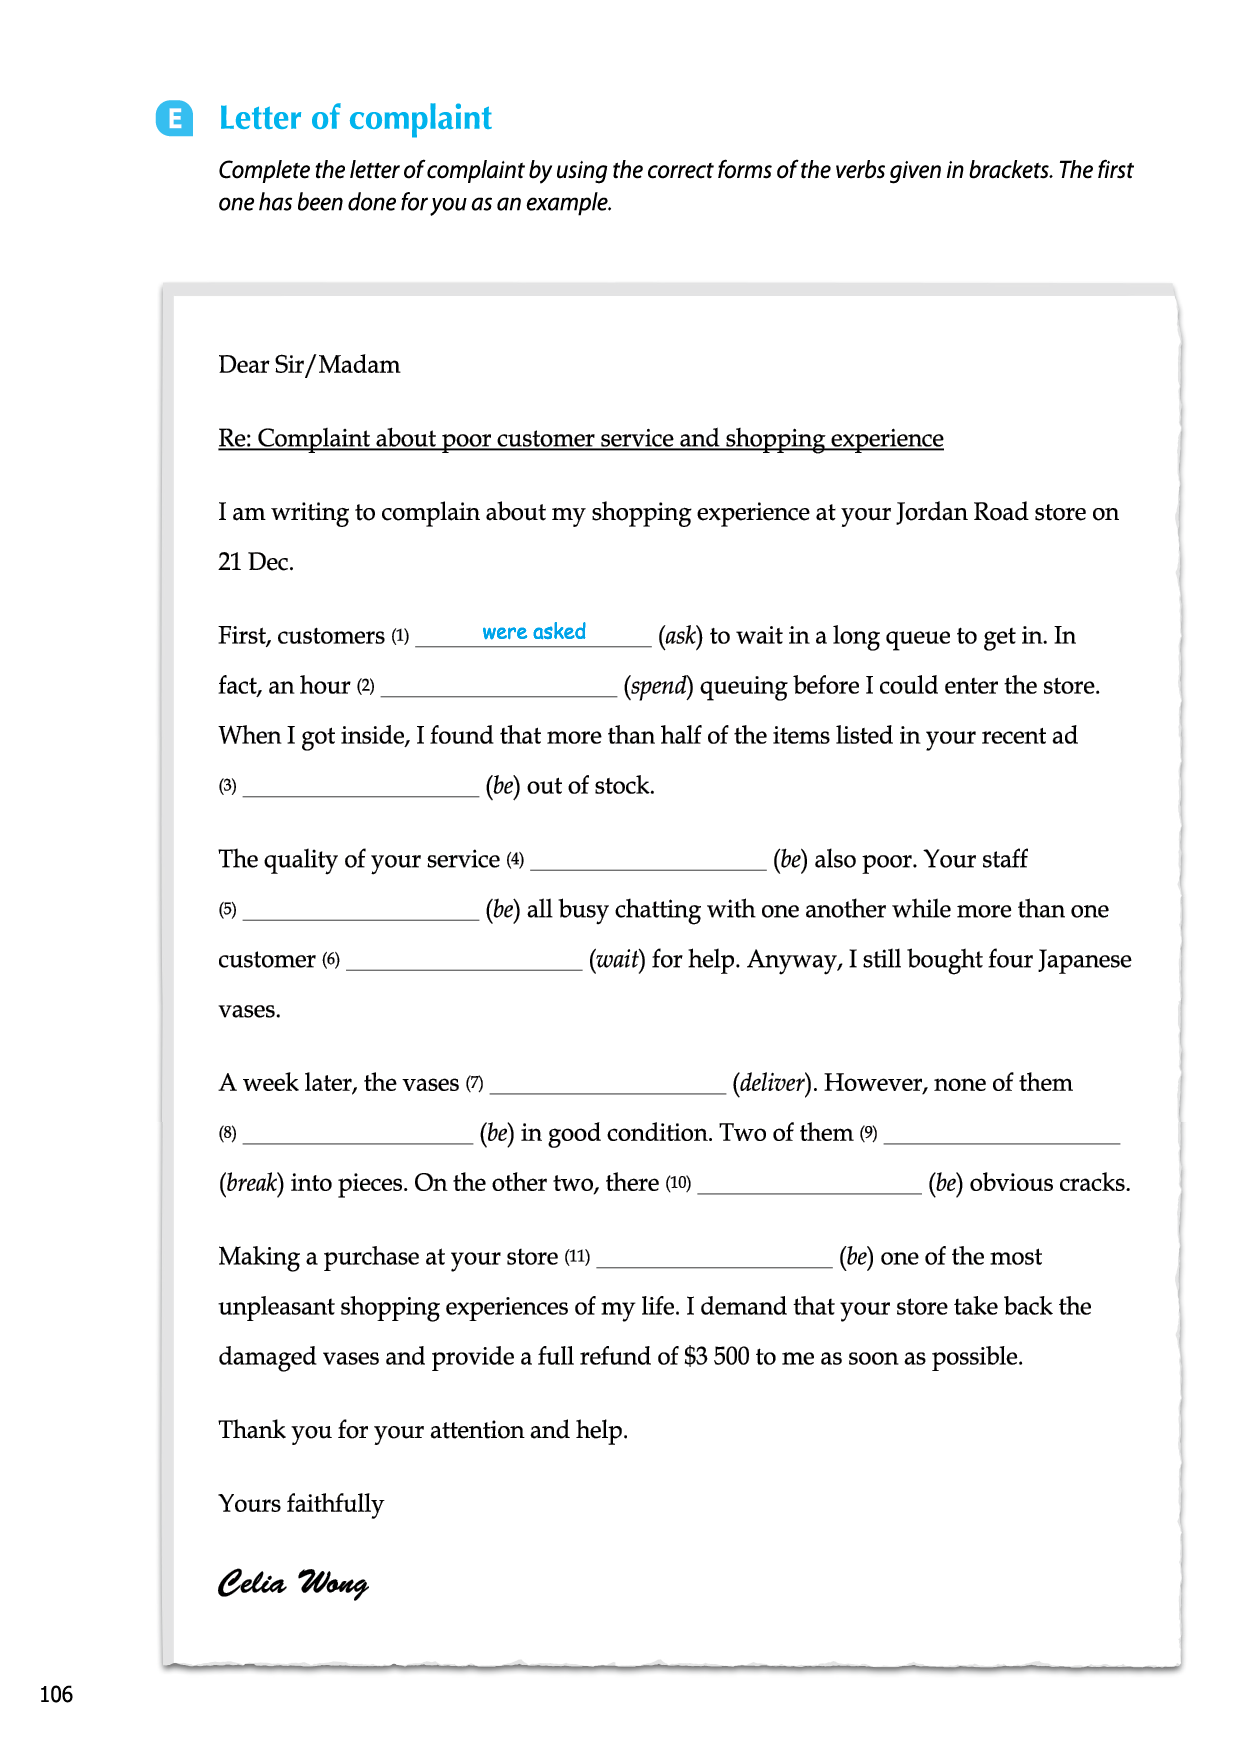 E Letter of complaint
Complete the letter of complaint by using the correct forms of the verbs given in brackets. The first
one has been done for you as an example.
Dear Sir/Madam
Re: Complaint about poor customer service and shopping experience
I am writing to complain about my shopping experience at your Jordan Road store on
21 Dec.
First, customers (1) were asked (ask) to wait in a long queue to get in. In
fact, an hour (2) ____________________ (spend) queuing before I could enter the store.
When I got inside, I found that more than half of the items listed in your recent ad
(3) ____________________ (be) out of stock.
The quality of your service (4) ____________________ (be) also poor. Your staff
(5) ____________________ (be) all busy chatting with one another while more than one
customer (6) ____________________ (wait) for help. Anyway, I still bought four Japanese
vases.
A week later, the vases (7) ____________________ (deliver). However, none of them
(8) ____________________ (be) in good condition. Two of them (9) ____________________
(break) into pieces. On the other two, there (10) ____________________ (be) obvious cracks.
Making a purchase at your store (11) ____________________ (be) one of the most
unpleasant shopping experiences of my life. I demand that your store take back the
damaged vases and provide a full refund of $3 500 to me as soon as possible.
Thank you for your attention and help.
Yours faithfully
Celia Wong
106